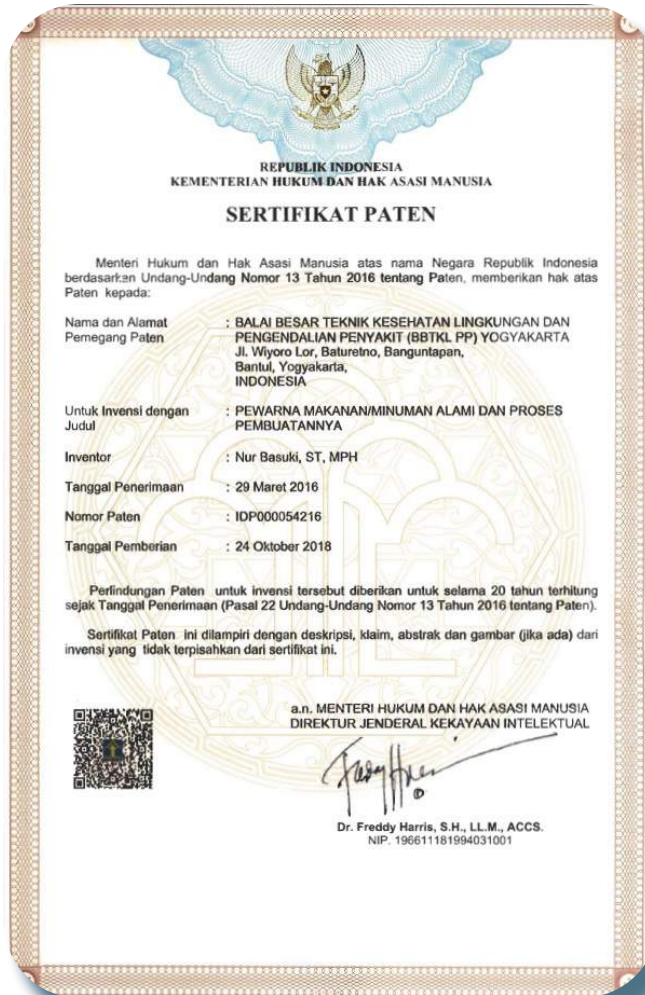 REPUBLIK INDONESIA
KEMENTERIAN HUKUM DAN HAK ASASI MANUSIA
SERTIFIKAT PATEN
Menteri Hukum dan Hak Asasi Manusia atas nama Negara Republik Indonesia
berdasarkan Undang-Undang Nomor 13 Tahun 2016 tentang Paten, memberikan hak atas
Paten kepada:
Nama dan Alamat : BALAI BESAR TEKNIK KESEHATAN LINGKUNGAN DAN
Pemegang Paten PENGENDALIAN PENYAKIT (BBTKL PP) YOGYAKARTA
Jl. Wiyoro Lor, Baturetno, Banguntapan,
Bantul, Yogyakarta,
INDONESIA
Untuk Invensi dengan : PEWARNA MAKANAN/MINUMAN ALAMI DAN PROSES
Judul PEMBUATANNYA
Inventor : Nur Basuki, ST, MPH
Tanggal Penerimaan : 29 Maret 2016
Nomor Paten : IDP000054216
Tanggal Pemberian : 24 Oktober 2018
Perlindungan Paten untuk invensi tersebut diberikan untuk selama 20 tahun terhitung
sejak Tanggal Penerimaan (Pasal 22 Undang-Undang Nomor 13 Tahun 2016 tentang Paten).
Sertifikat Paten ini dilampiri dengan deskripsi, klaim, abstrak dan gambar (jika ada) dari
invensi yang tidak terpisahkan dari sertifikat ini.
a.n. MENTERI HUKUM DAN HAK ASASI MANUSIA
DIREKTUR JENDERAL KEKAYAAN INTELEKTUAL
Dr. Freddy Harris, S.H., LL.M., ACCS.
NIP. 196611181994031001